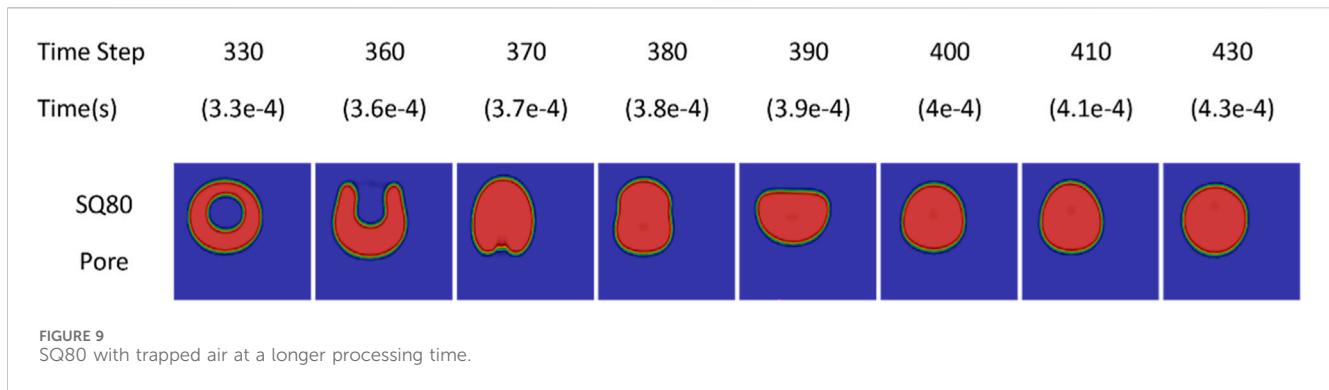 Time Step 330 360 370 380 390 400 410 430
Time(s) (3.3e-4) (3.6e-4) (3.7e-4) (3.8e-4) (3.9e-4) (4e-4) (4.1e-4) (4.3e-4)
SQ80
Pore
FIGURE 9
SQ80 with trapped air at a longer processing time.